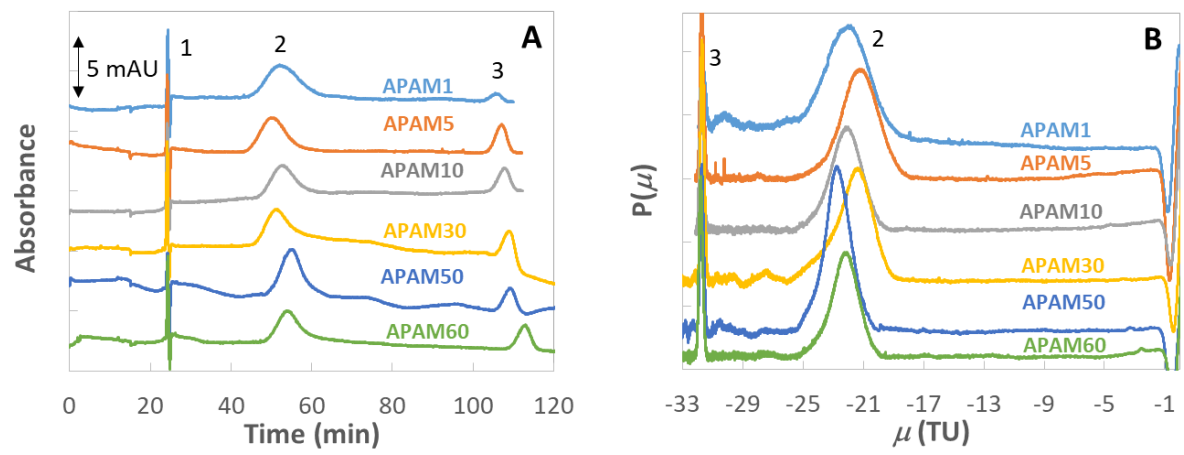 A
1
2
3
5 mAU
APAM1
APAM5
APAM10
APAM30
APAM50
APAM60
Absorbance
0 20 40 60 80 100 120
Time (min)
B
2
3
APAM1
APAM5
APAM10
APAM30
APAM50
APAM60
P(μ)
-33 -29 -25 -21 -17 -13 -9 -5 -1
μ (TU)